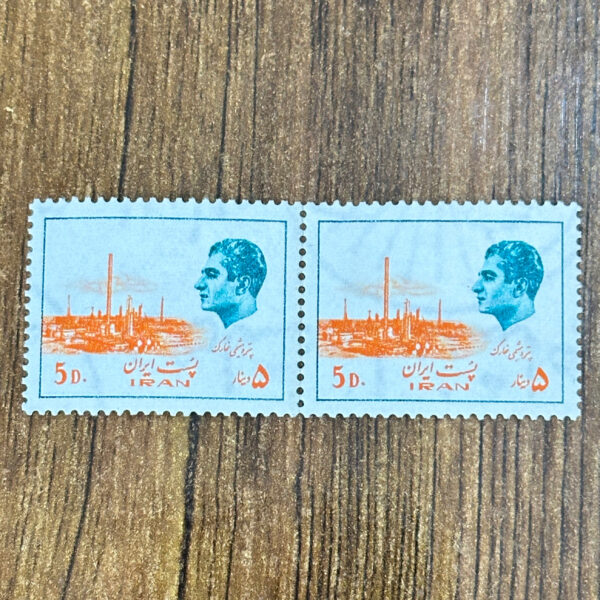 پتروشیمی خارک
پست ایران
5 D.
IRAN
۵ دینار
پتروشیمی خارک
پست ایران
5 D.
IRAN
۵ دینار